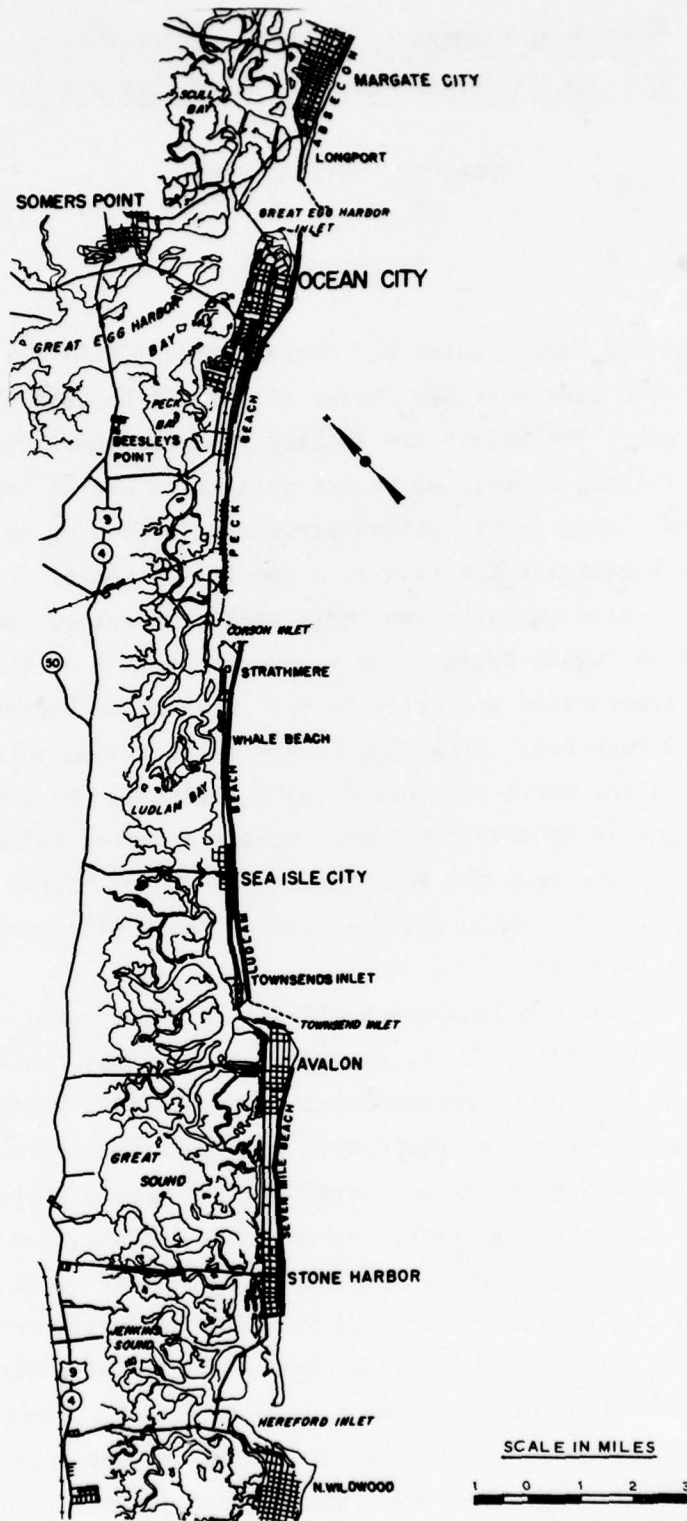 MARGATE CITY
SCULL
BAY
ABSECON
LONGPORT
SOMERS POINT
GREAT EGG HARBOR
INLET
OCEAN CITY
GREAT EGG HARBOR
BAY
PECK
BAY
BEESLEYS
POINT
PECK BEACH
9
4
CORSON INLET
50
STRATHMERE
WHALE BEACH
LUDLAM BAY
LUDLAM BEACH
SEA ISLE CITY
TOWNSENDS INLET
TOWNSEND INLET
AVALON
GREAT
SOUND
SEVEN MILE BEACH
STONE HARBOR
JENKINS
SOUND
9
4
HEREFORD INLET
N.WILDWOOD
SCALE IN MILES
1 0 1 2 3